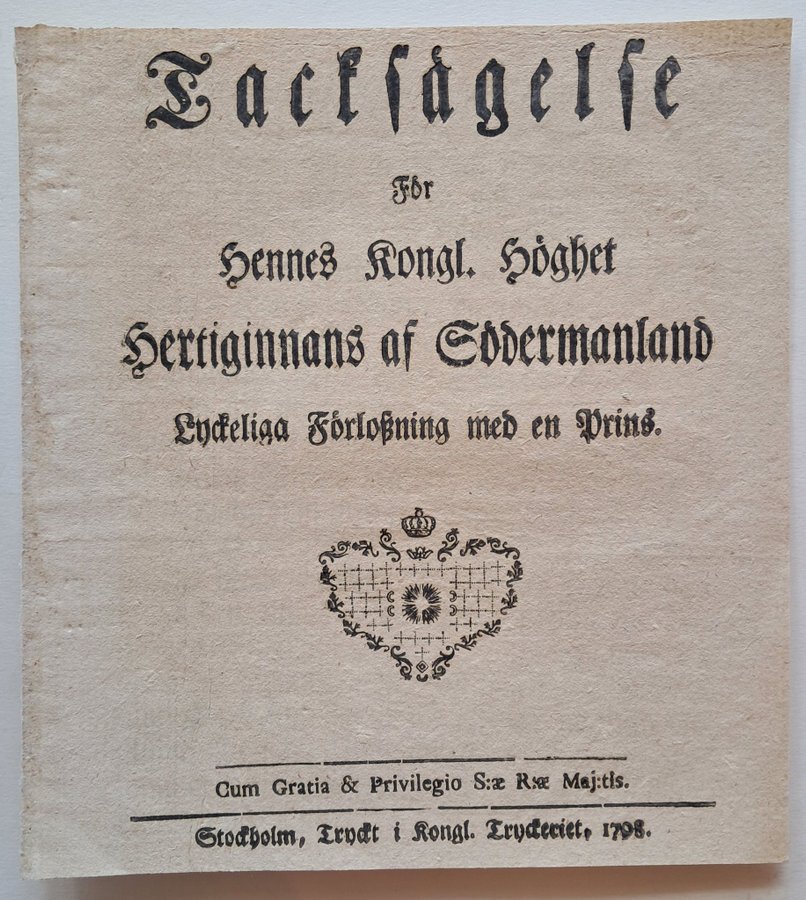 Tacksägelse
För
Hennes Kongl. Höghet
Hertiginnans af Södermanland
Lyckeliga Förloßning med en Prins.
Cum Gratia & Privilegio S:æ R:æ Maj:tis.
Stockholm, Tryckt i Kongl. Tryckeriet, 1798.